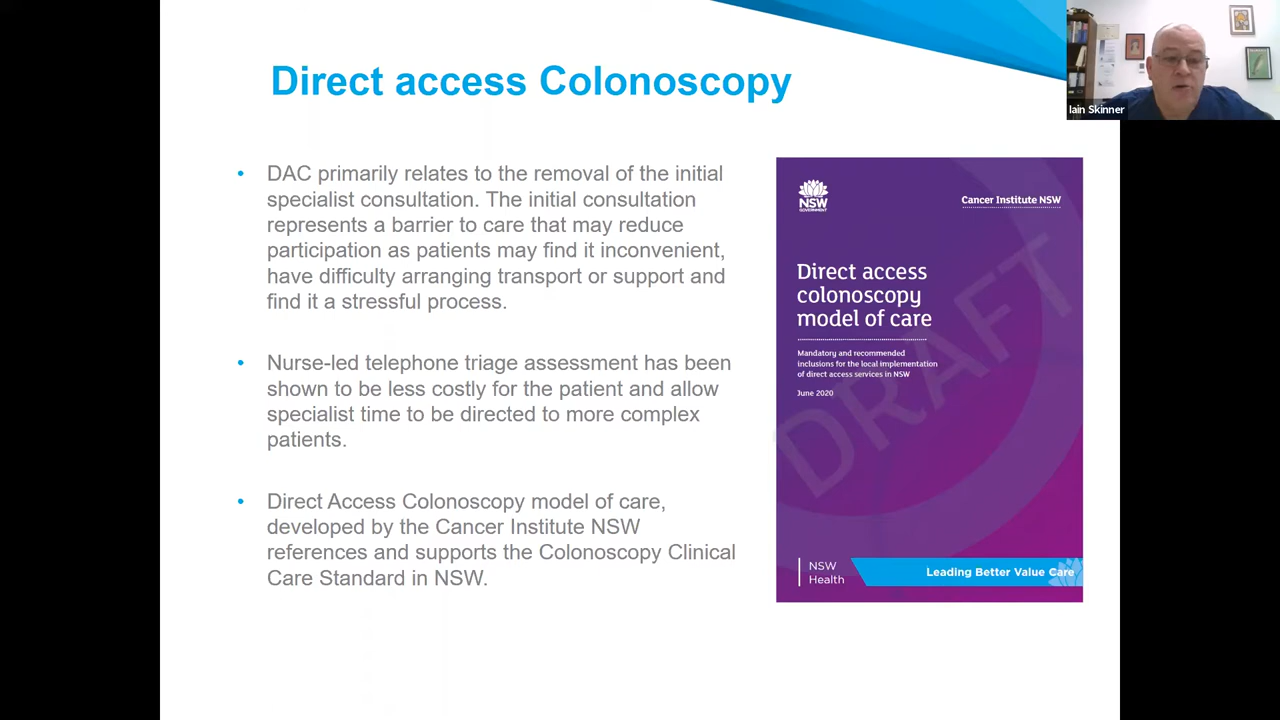 Direct access Colonoscopy
Iain Skinner
• DAC primarily relates to the removal of the initial
specialist consultation. The initial consultation
represents a barrier to care that may reduce
participation as patients may find it inconvenient,
have difficulty arranging transport or support and
find it a stressful process.
• Nurse-led telephone triage assessment has been
shown to be less costly for the patient and allow
specialist time to be directed to more complex
patients.
• Direct Access Colonoscopy model of care,
developed by the Cancer Institute NSW
references and supports the Colonoscopy Clinical
Care Standard in NSW.
NSW
GOVERNMENT
Cancer Institute NSW
Direct access
colonoscopy
model of care
Mandatory and recommended
inclusions for the local implementation
of direct access services in NSW
June 2020
DRAFT
NSW
Health
Leading Better Value Care